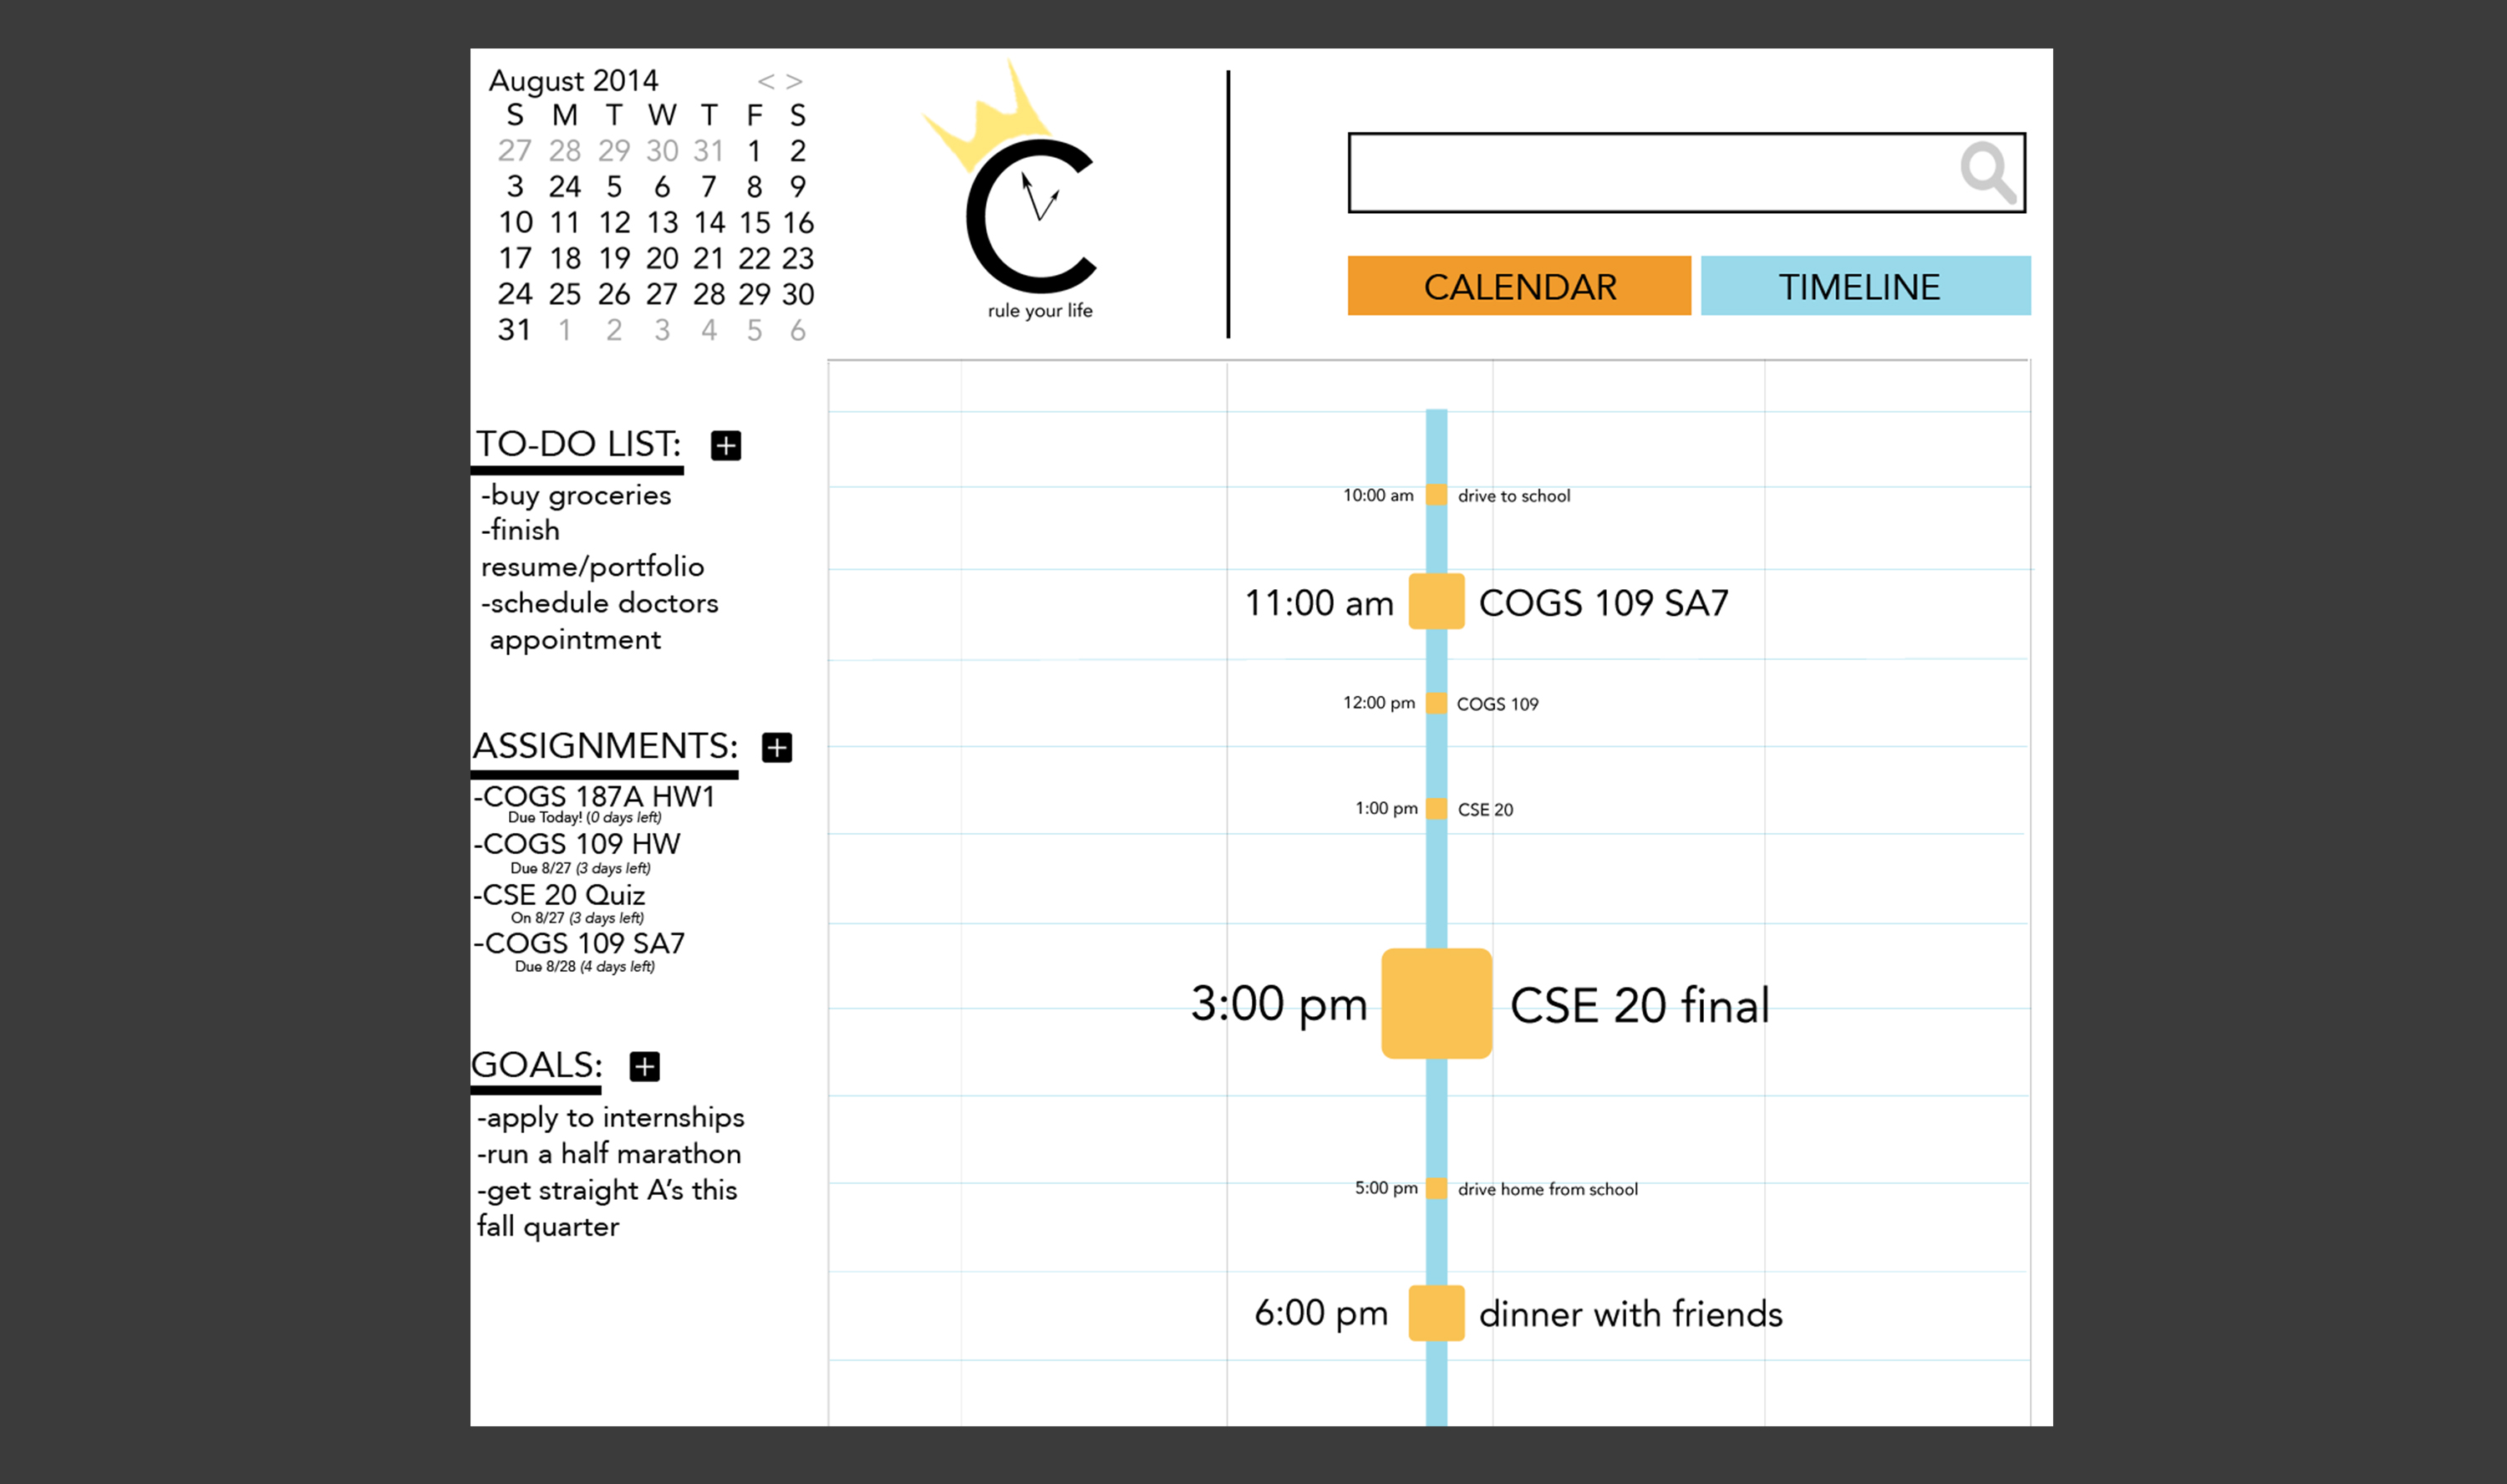 August 2014 < >
S M T W T F S
27 28 29 30 31 1 2
3 24 5 6 7 8 9
10 11 12 13 14 15 16
17 18 19 20 21 22 23
24 25 26 27 28 29 30
31 1 2 3 4 5 6
C
rule your life
CALENDAR TIMELINE
TO-DO LIST: +
-buy groceries
-finish
resume/portfolio
-schedule doctors
appointment
ASSIGNMENTS: +
-COGS 187A HW1
Due Today! (0 days left)
-COGS 109 HW
Due 8/27 (3 days left)
-CSE 20 Quiz
On 8/27 (3 days left)
-COGS 109 SA7
Due 8/28 (4 days left)
GOALS: +
-apply to internships
-run a half marathon
-get straight A's this
fall quarter
10:00 am drive to school
11:00 am COGS 109 SA7
12:00 pm COGS 109
1:00 pm CSE 20
3:00 pm CSE 20 final
5:00 pm drive home from school
6:00 pm dinner with friends